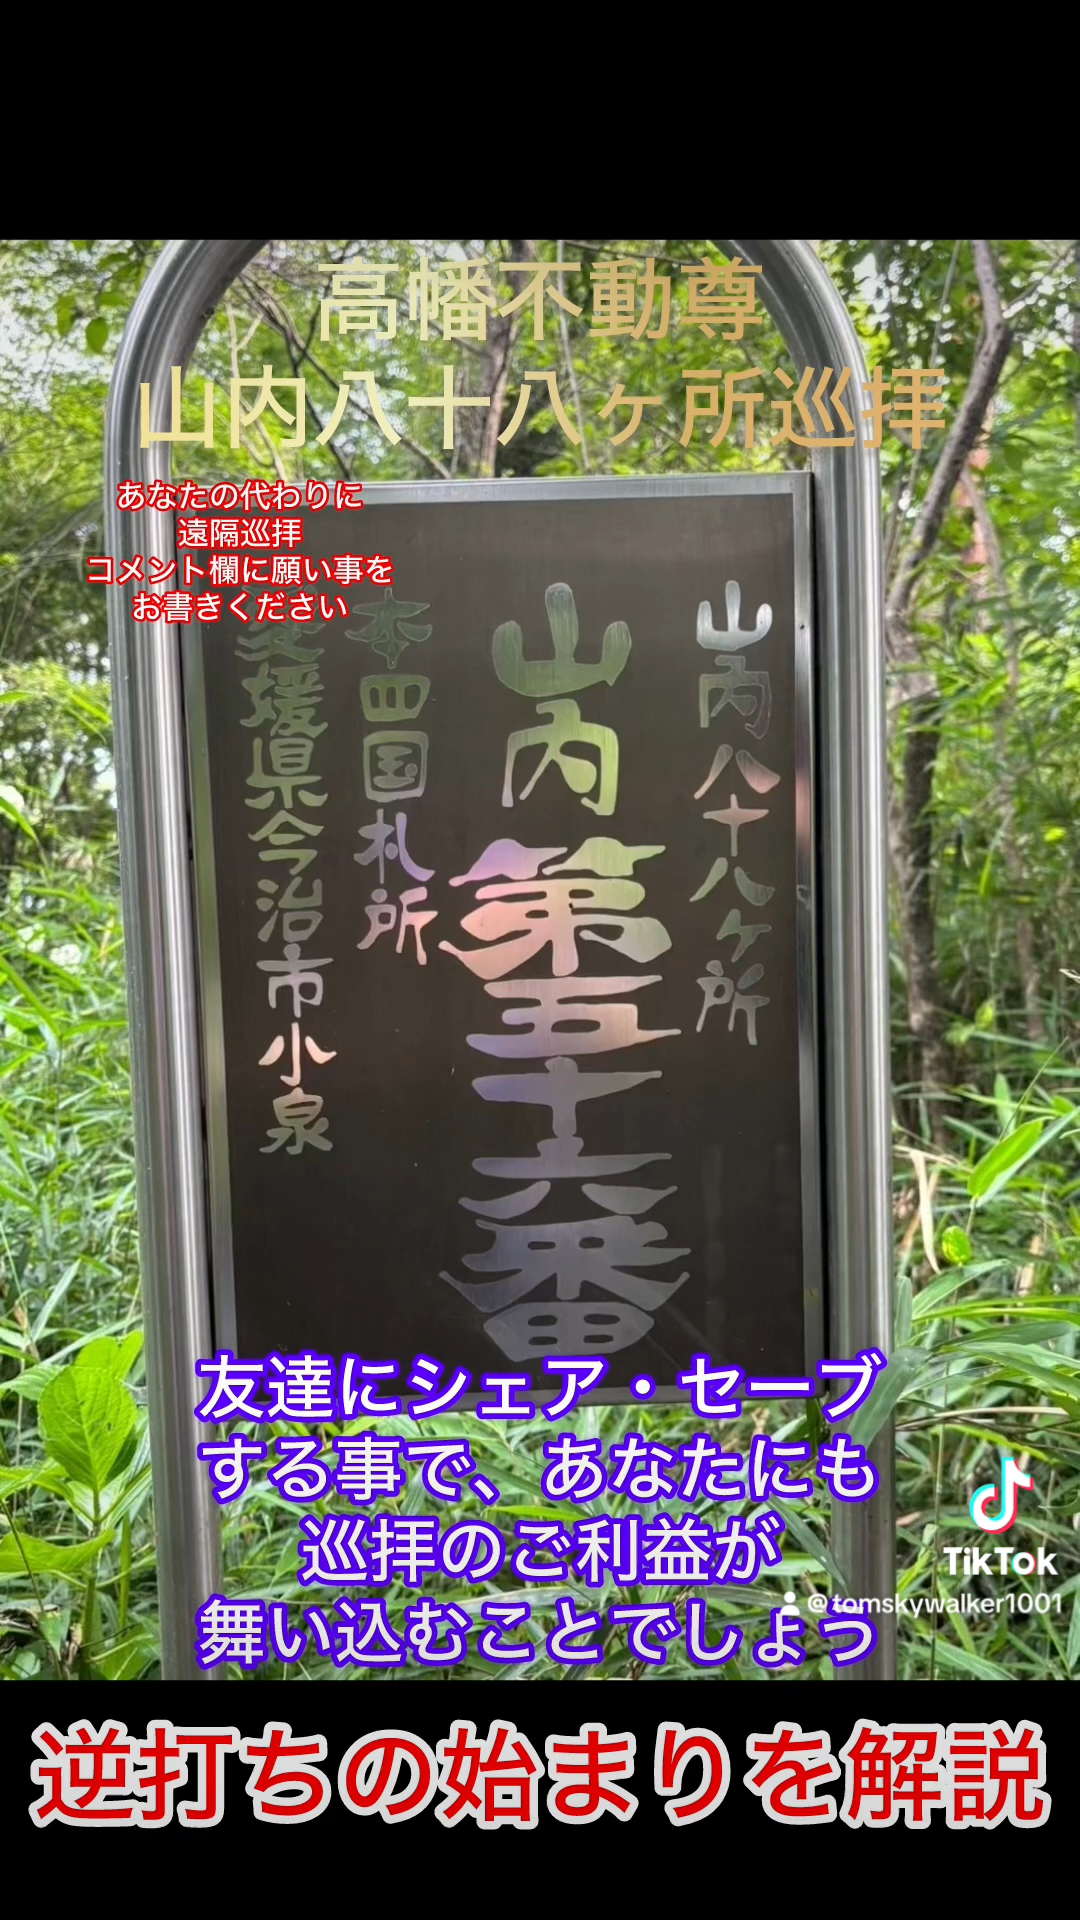 高幡不動尊
山内八十八ヶ所巡拝
あなたの代わりに
遠隔巡拝
コメント欄に願い事を
お書きください
山内八十八ヶ所
山内第五十六番
本四国札所
愛媛県今治市小泉
友達にシェア・セーブ
する事で、あなたにも
巡拝のご利益が
舞い込むことでしょう
TikTok
@tomskywalker1001
逆打ちの始まりを解説